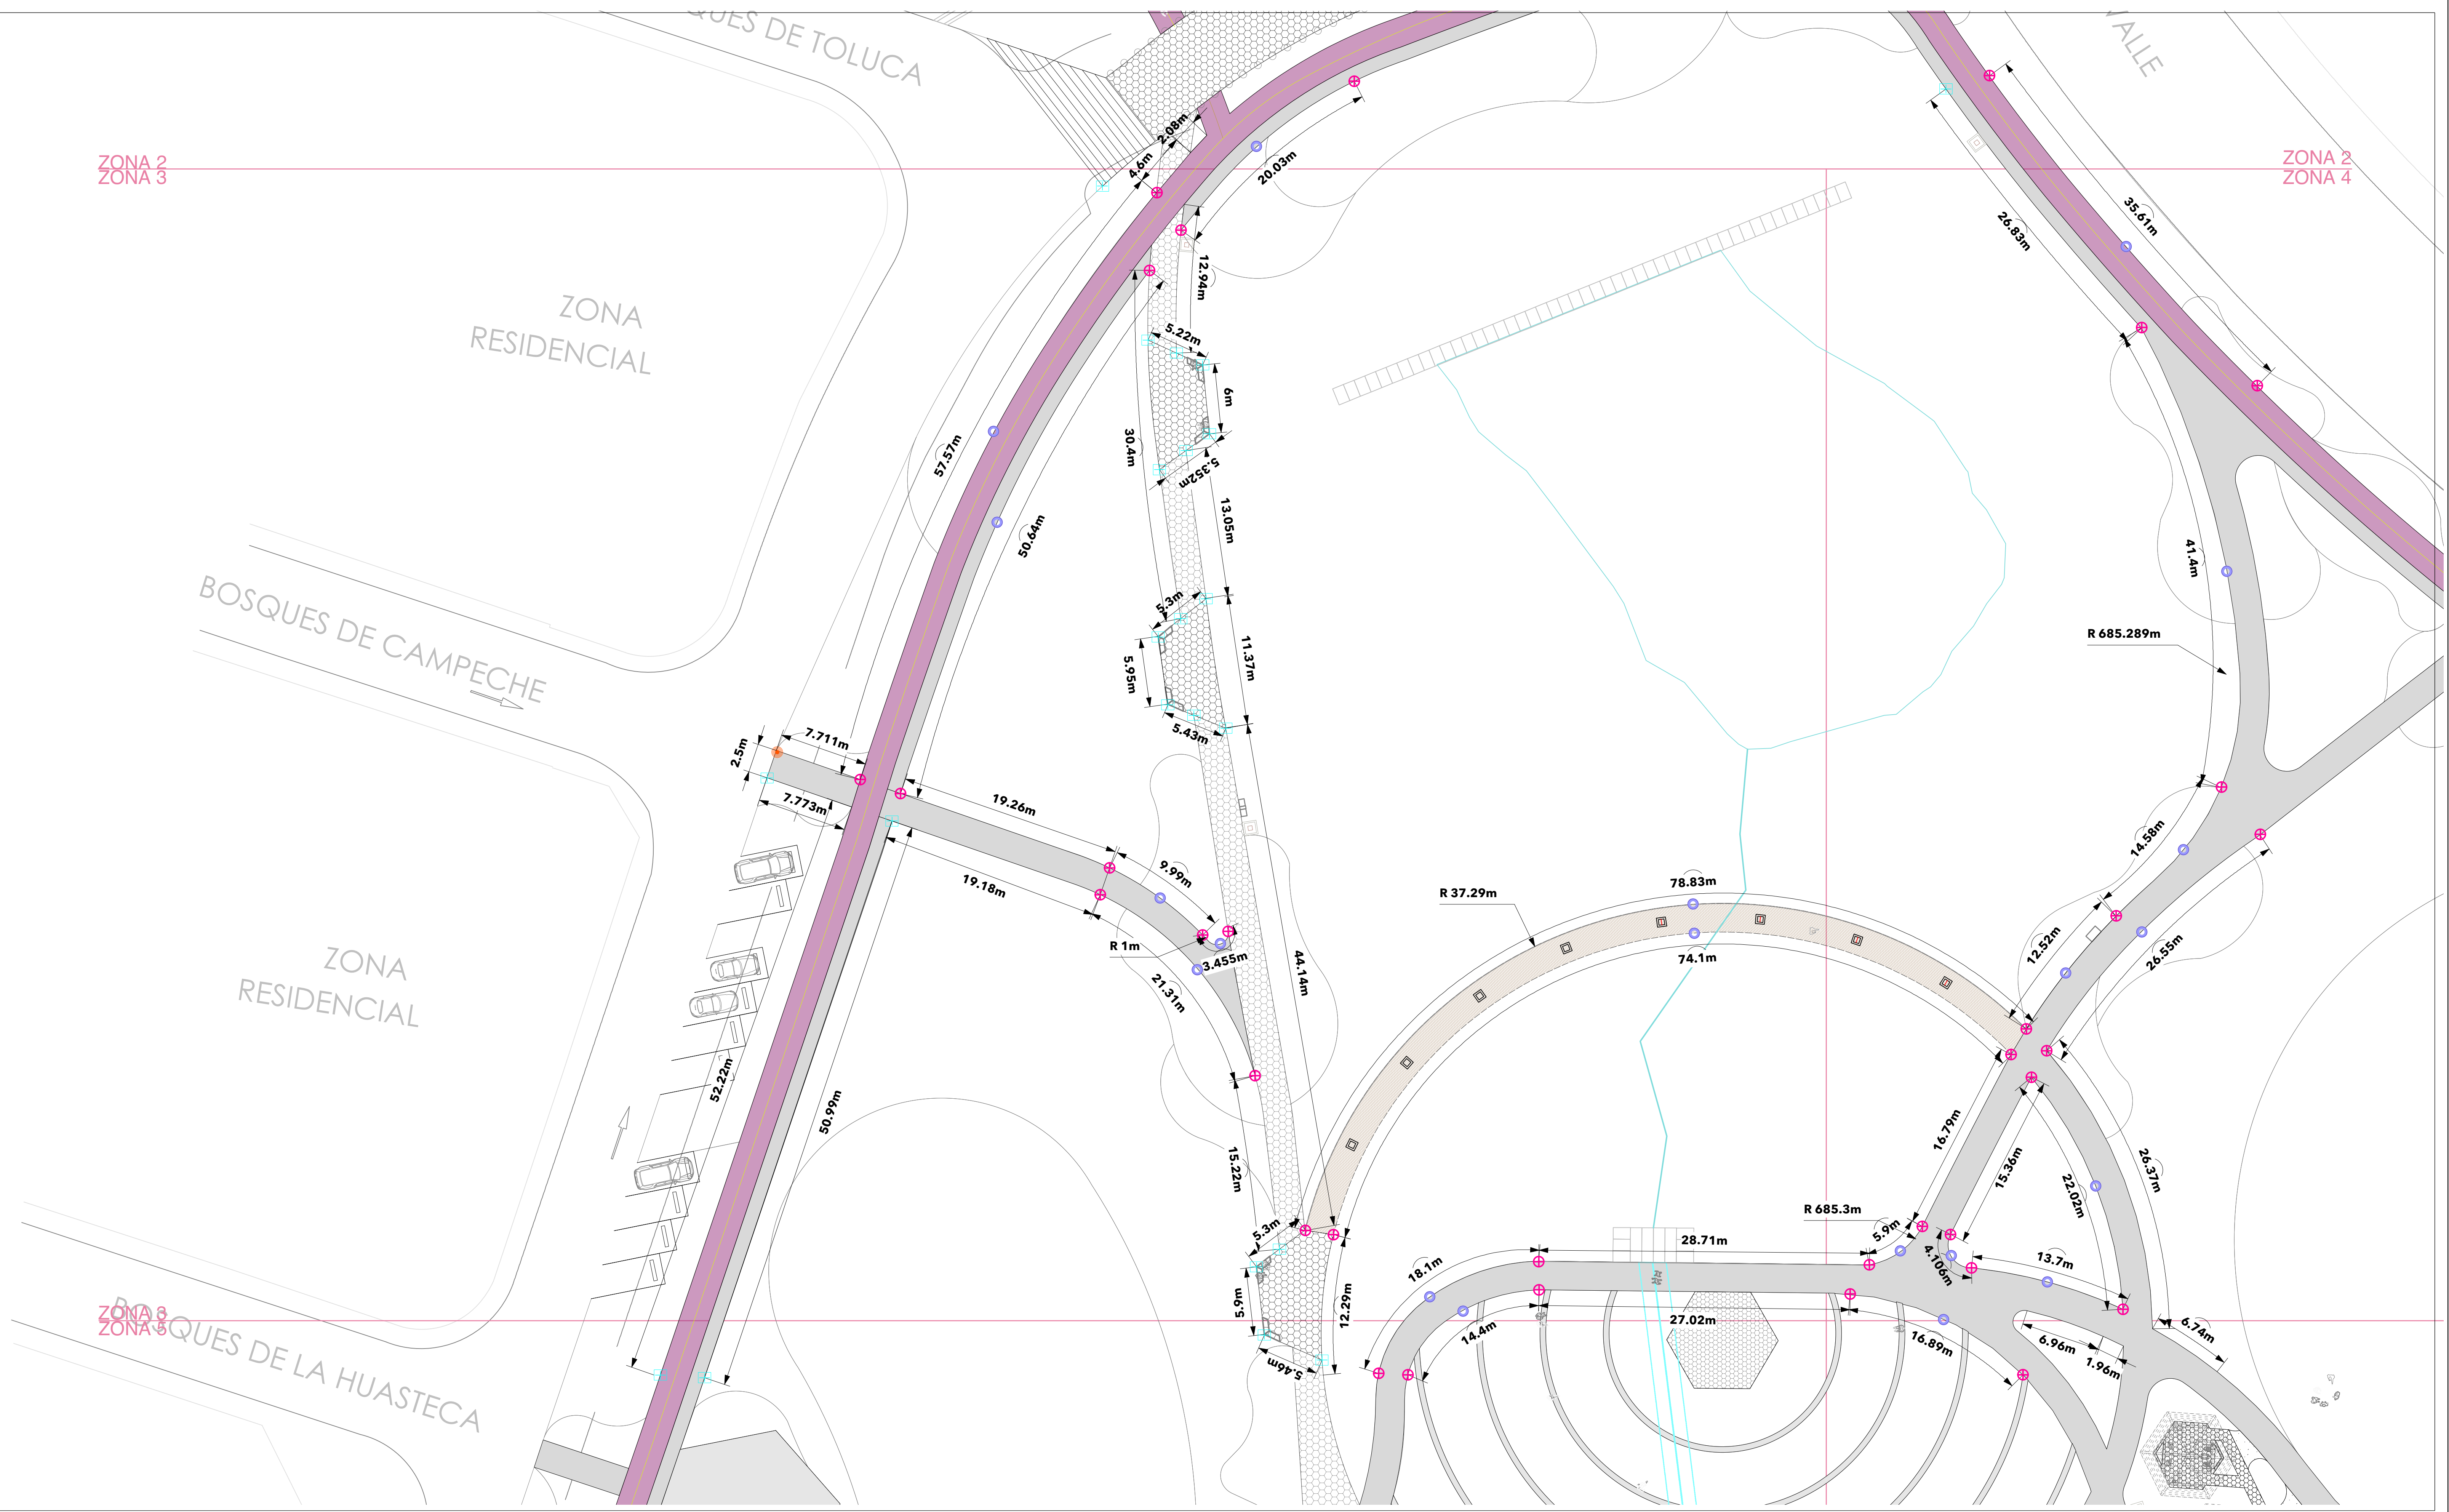 QUES DE TOLUCA
VALLE
ZONA 2
ZONA 3
ZONA 2
ZONA 4
2.08m
4.6m
20.03m
35.61m
26.83m
12.94m
5.22m
6m
5.352m
30.4m
57.57m
50.64m
13.05m
ZONA
RESIDENCIAL
BOSQUES DE CAMPECHE
5.3m
11.37m
5.95m
5.43m
41.4m
R 685.289m
7.711m
2.5m
7.773m
19.26m
19.18m
9.99m
R 1m
3.455m
21.31m
44.14m
14.58m
12.52m
26.55m
R 37.29m
78.83m
74.1m
ZONA
RESIDENCIAL
52.22m
50.99m
15.22m
5.3m
5.9m
5.46m
12.29m
16.79m
15.36m
22.02m
26.37m
R 685.3m
5.9m
4.106m
13.7m
28.71m
18.1m
14.4m
27.02m
16.89m
6.96m
1.96m
6.74m
ZONA 3
ZONA 5
BOSQUES DE LA HUASTECA